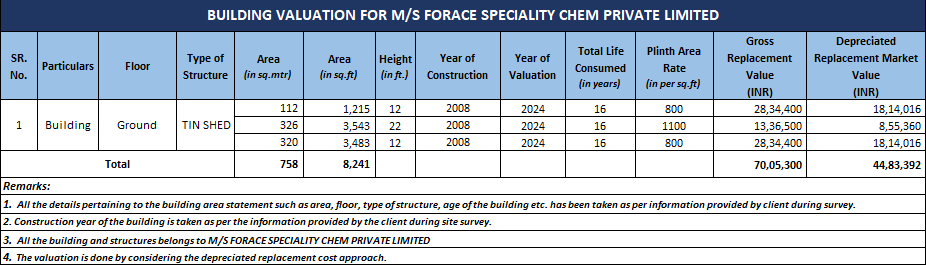 BUILDING VALUATION FOR M/S FORACE SPECIALITY CHEM PRIVATE LIMITED
SR. No. Particulars Floor Type of Structure Area (in sq.mtr) Area (in sq.ft) Height (in ft.) Year of Construction Year of Valuation Total Life Consumed (in years) Plinth Area Rate (in per sq.ft) Gross Replacement Value (INR) Depreciated Replacement Market Value (INR)
1 Building Ground TIN SHED 112 1,215 12 2008 2024 16 800 28,34,400 18,14,016
326 3,543 22 2008 2024 16 1100 13,36,500 8,55,360
320 3,483 12 2008 2024 16 800 28,34,400 18,14,016
Total 758 8,241 70,05,300 44,83,392
Remarks:
1. All the details pertaining to the building area statement such as area, floor, type of structure, age of the building etc. has been taken as per information provided by client during survey.
2. Construction year of the building is taken as per the information provided by the client during site survey.
3. All the building and structures belongs to M/S FORACE SPECIALITY CHEM PRIVATE LIMITED
4. The valuation is done by considering the depreciated replacement cost approach.